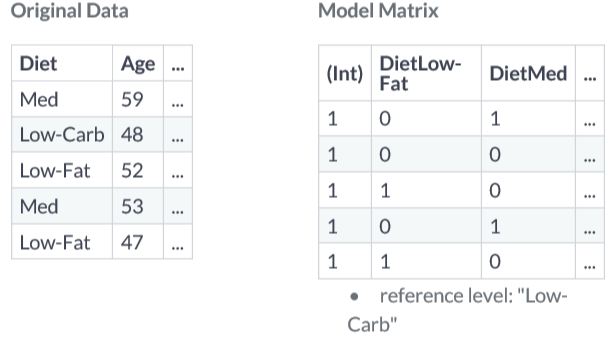 Original Data
Diet Age ...
Med 59 ...
Low-Carb 48 ...
Low-Fat 52 ...
Med 53 ...
Low-Fat 47 ...
Model Matrix
(Int) DietLow- DietMed ...
Fat
1 0 1 ...
1 0 0 ...
1 1 0 ...
1 0 1 ...
1 1 0 ...
• reference level: "Low-
Carb"